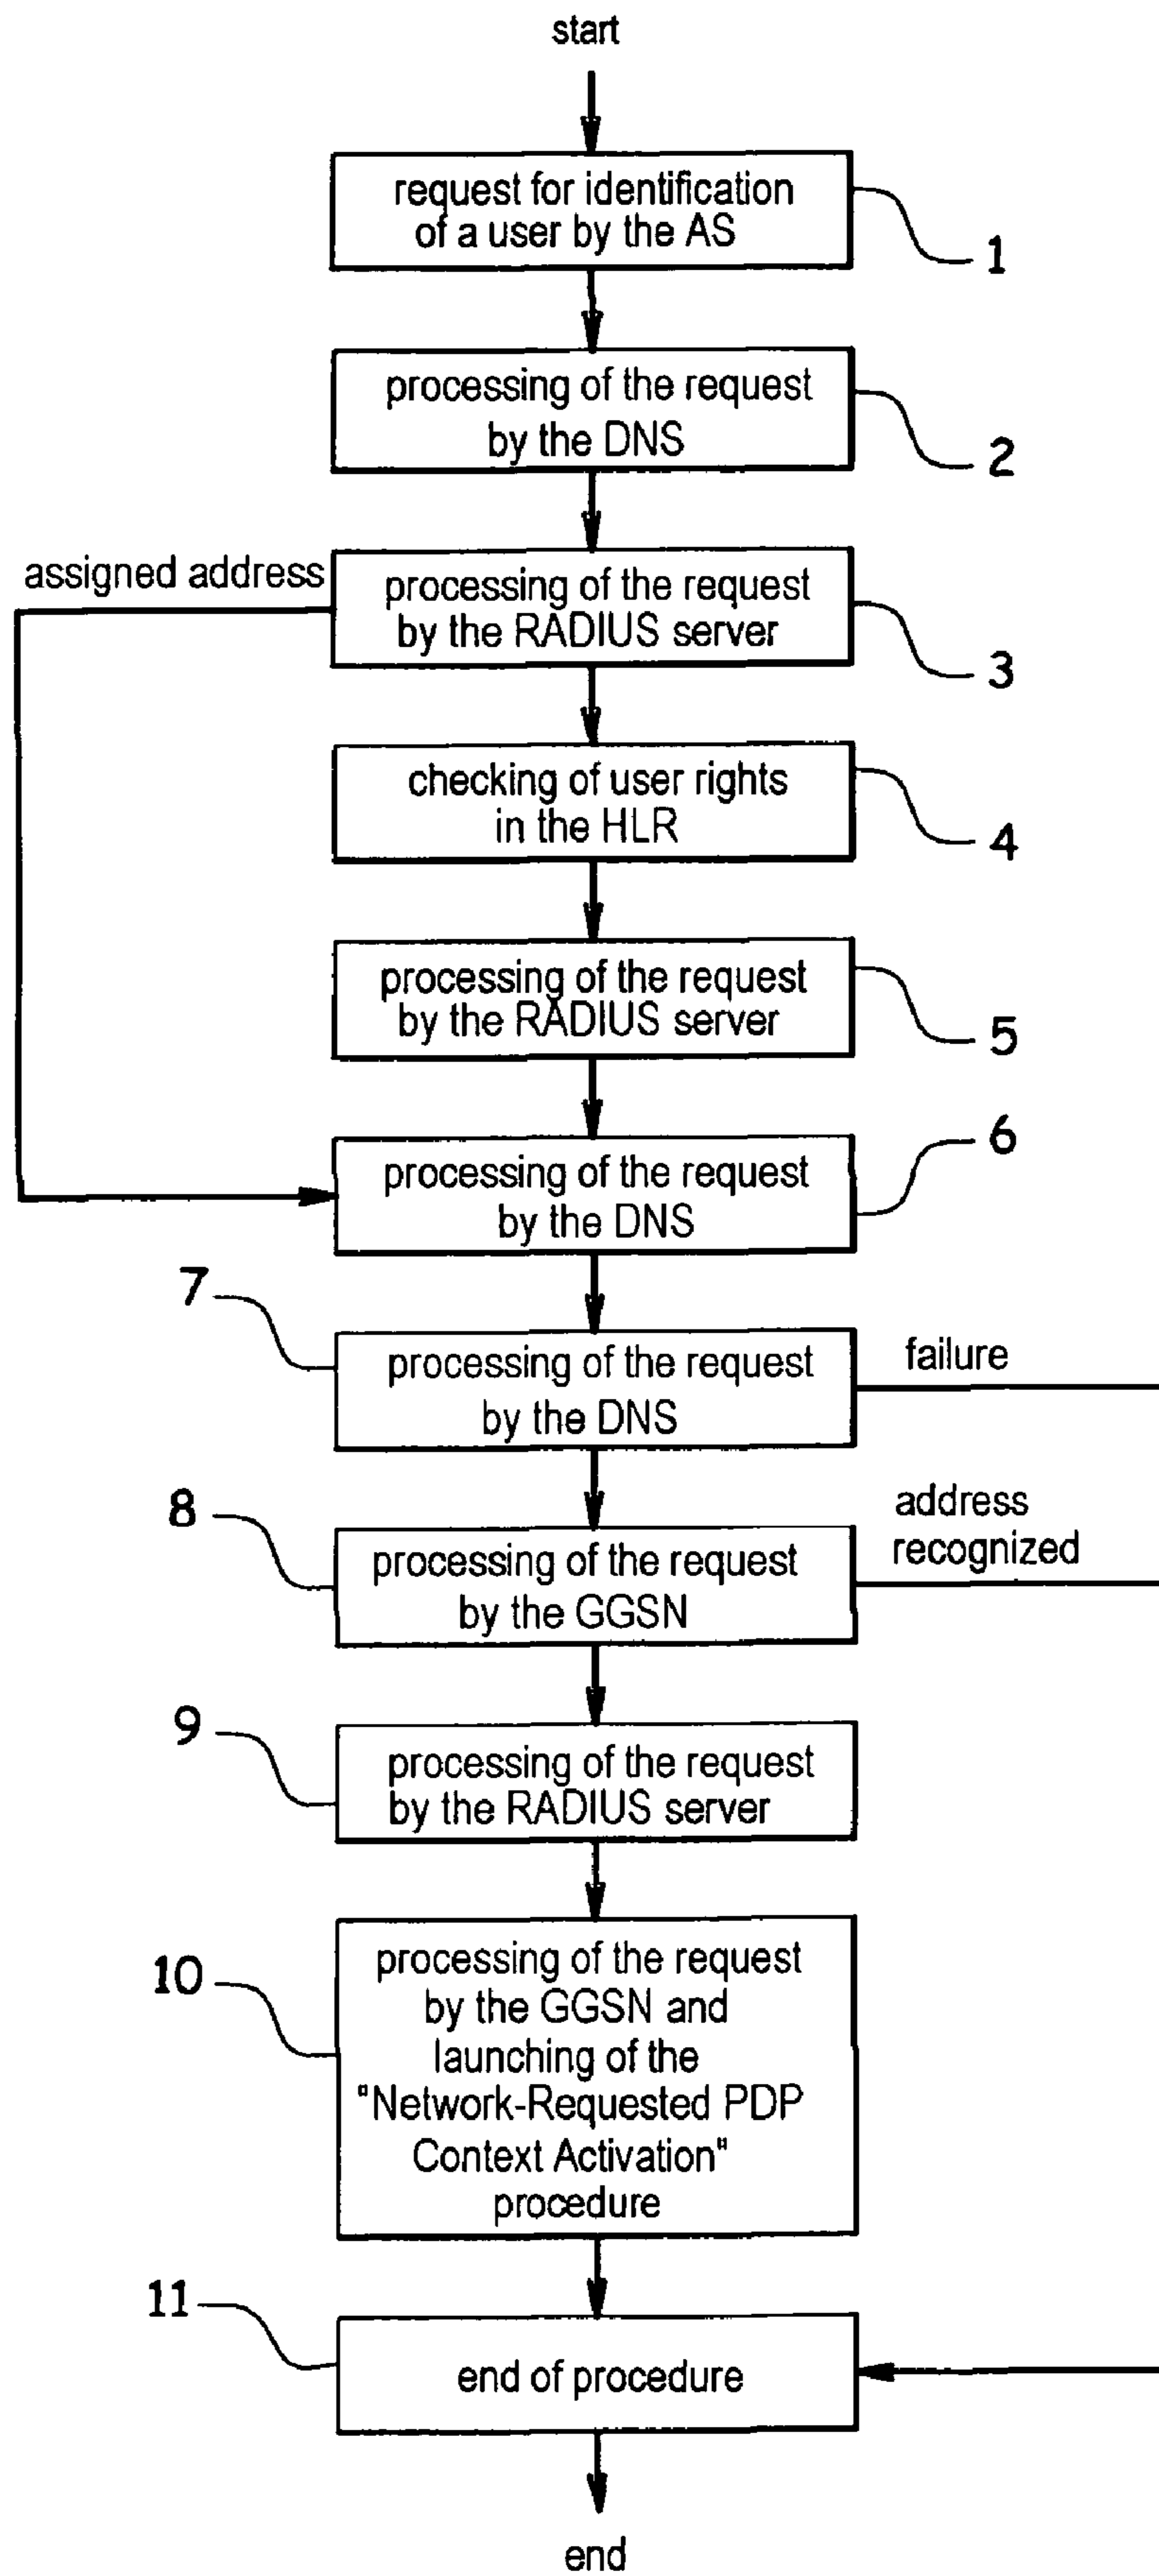 start
request for identification
of a user by the AS
1
processing of the request
by the DNS
2
assigned address
processing of the request
by the RADIUS server
3
checking of user rights
in the HLR
4
processing of the request
by the RADIUS server
5
6
processing of the request
by the DNS
7
processing of the request
by the DNS
failure
8
processing of the request
by the GGSN
address
recognized
9
processing of the request
by the RADIUS server
10
processing of the request
by the GGSN and
launching of the
"Network-Requested PDP
Context Activation"
procedure
11
end of procedure
end